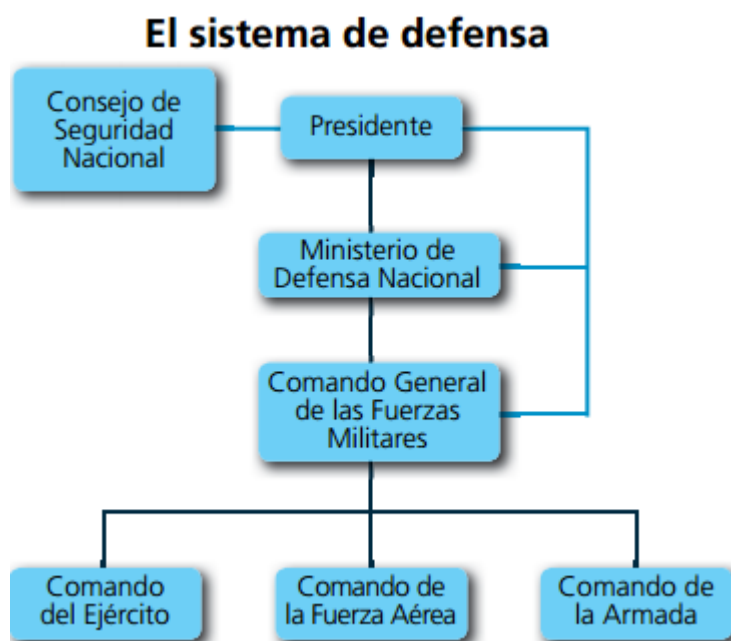 El sistema de defensa
Consejo de
Seguridad
Nacional
Presidente
Ministerio de
Defensa Nacional
Comando General
de las Fuerzas
Militares
Comando
del Ejército
Comando de
la Fuerza Aérea
Comando de
la Armada